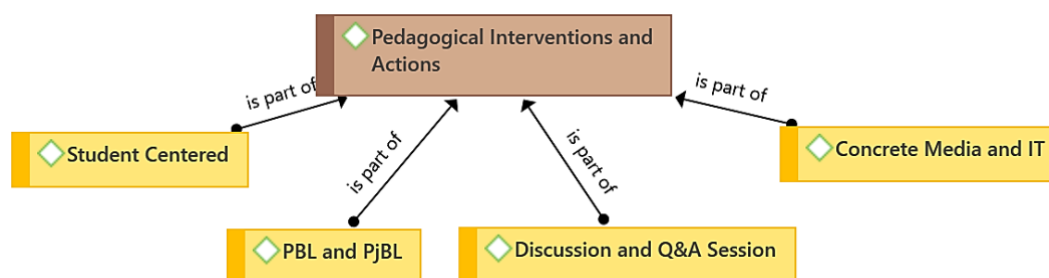 Pedagogical Interventions and
Actions
is part of
is part of
is part of
is part of
Student Centered
Concrete Media and IT
PBL and PjBL
Discussion and Q&A Session